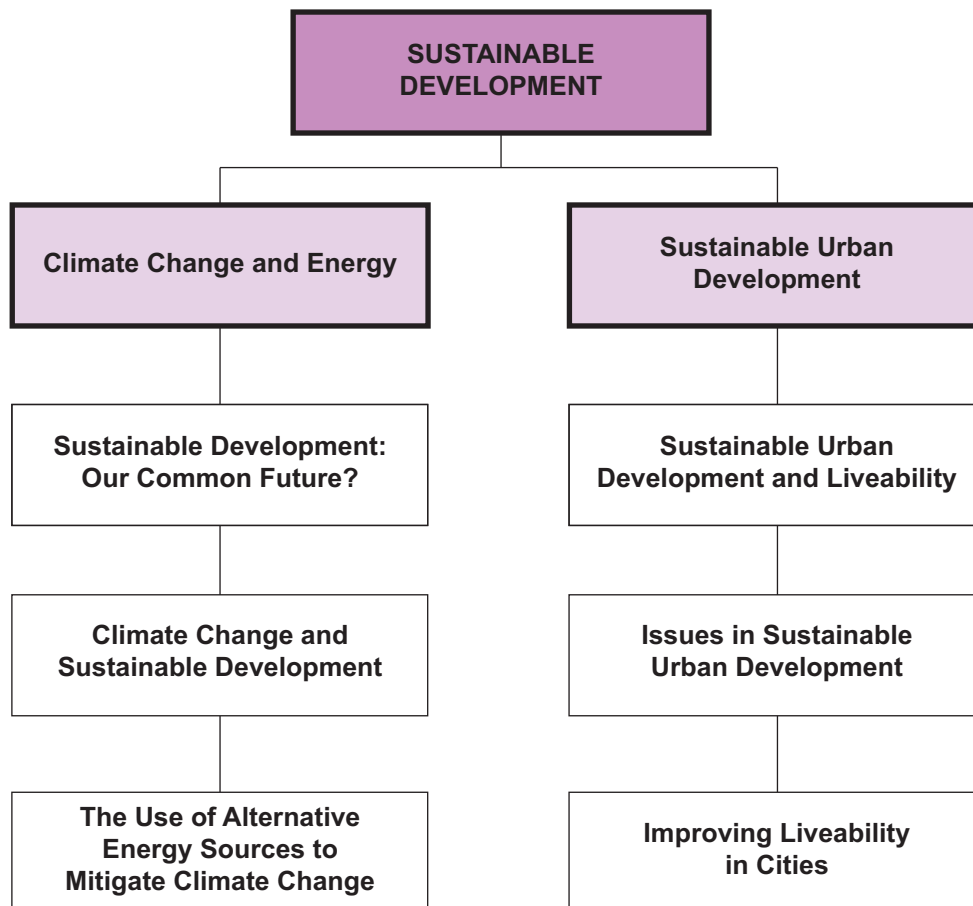 SUSTAINABLE
DEVELOPMENT
Climate Change and Energy
Sustainable Urban
Development
Sustainable Development:
Our Common Future?
Sustainable Urban
Development and Liveability
Climate Change and
Sustainable Development
Issues in Sustainable
Urban Development
The Use of Alternative
Energy Sources to
Mitigate Climate Change
Improving Liveability
in Cities